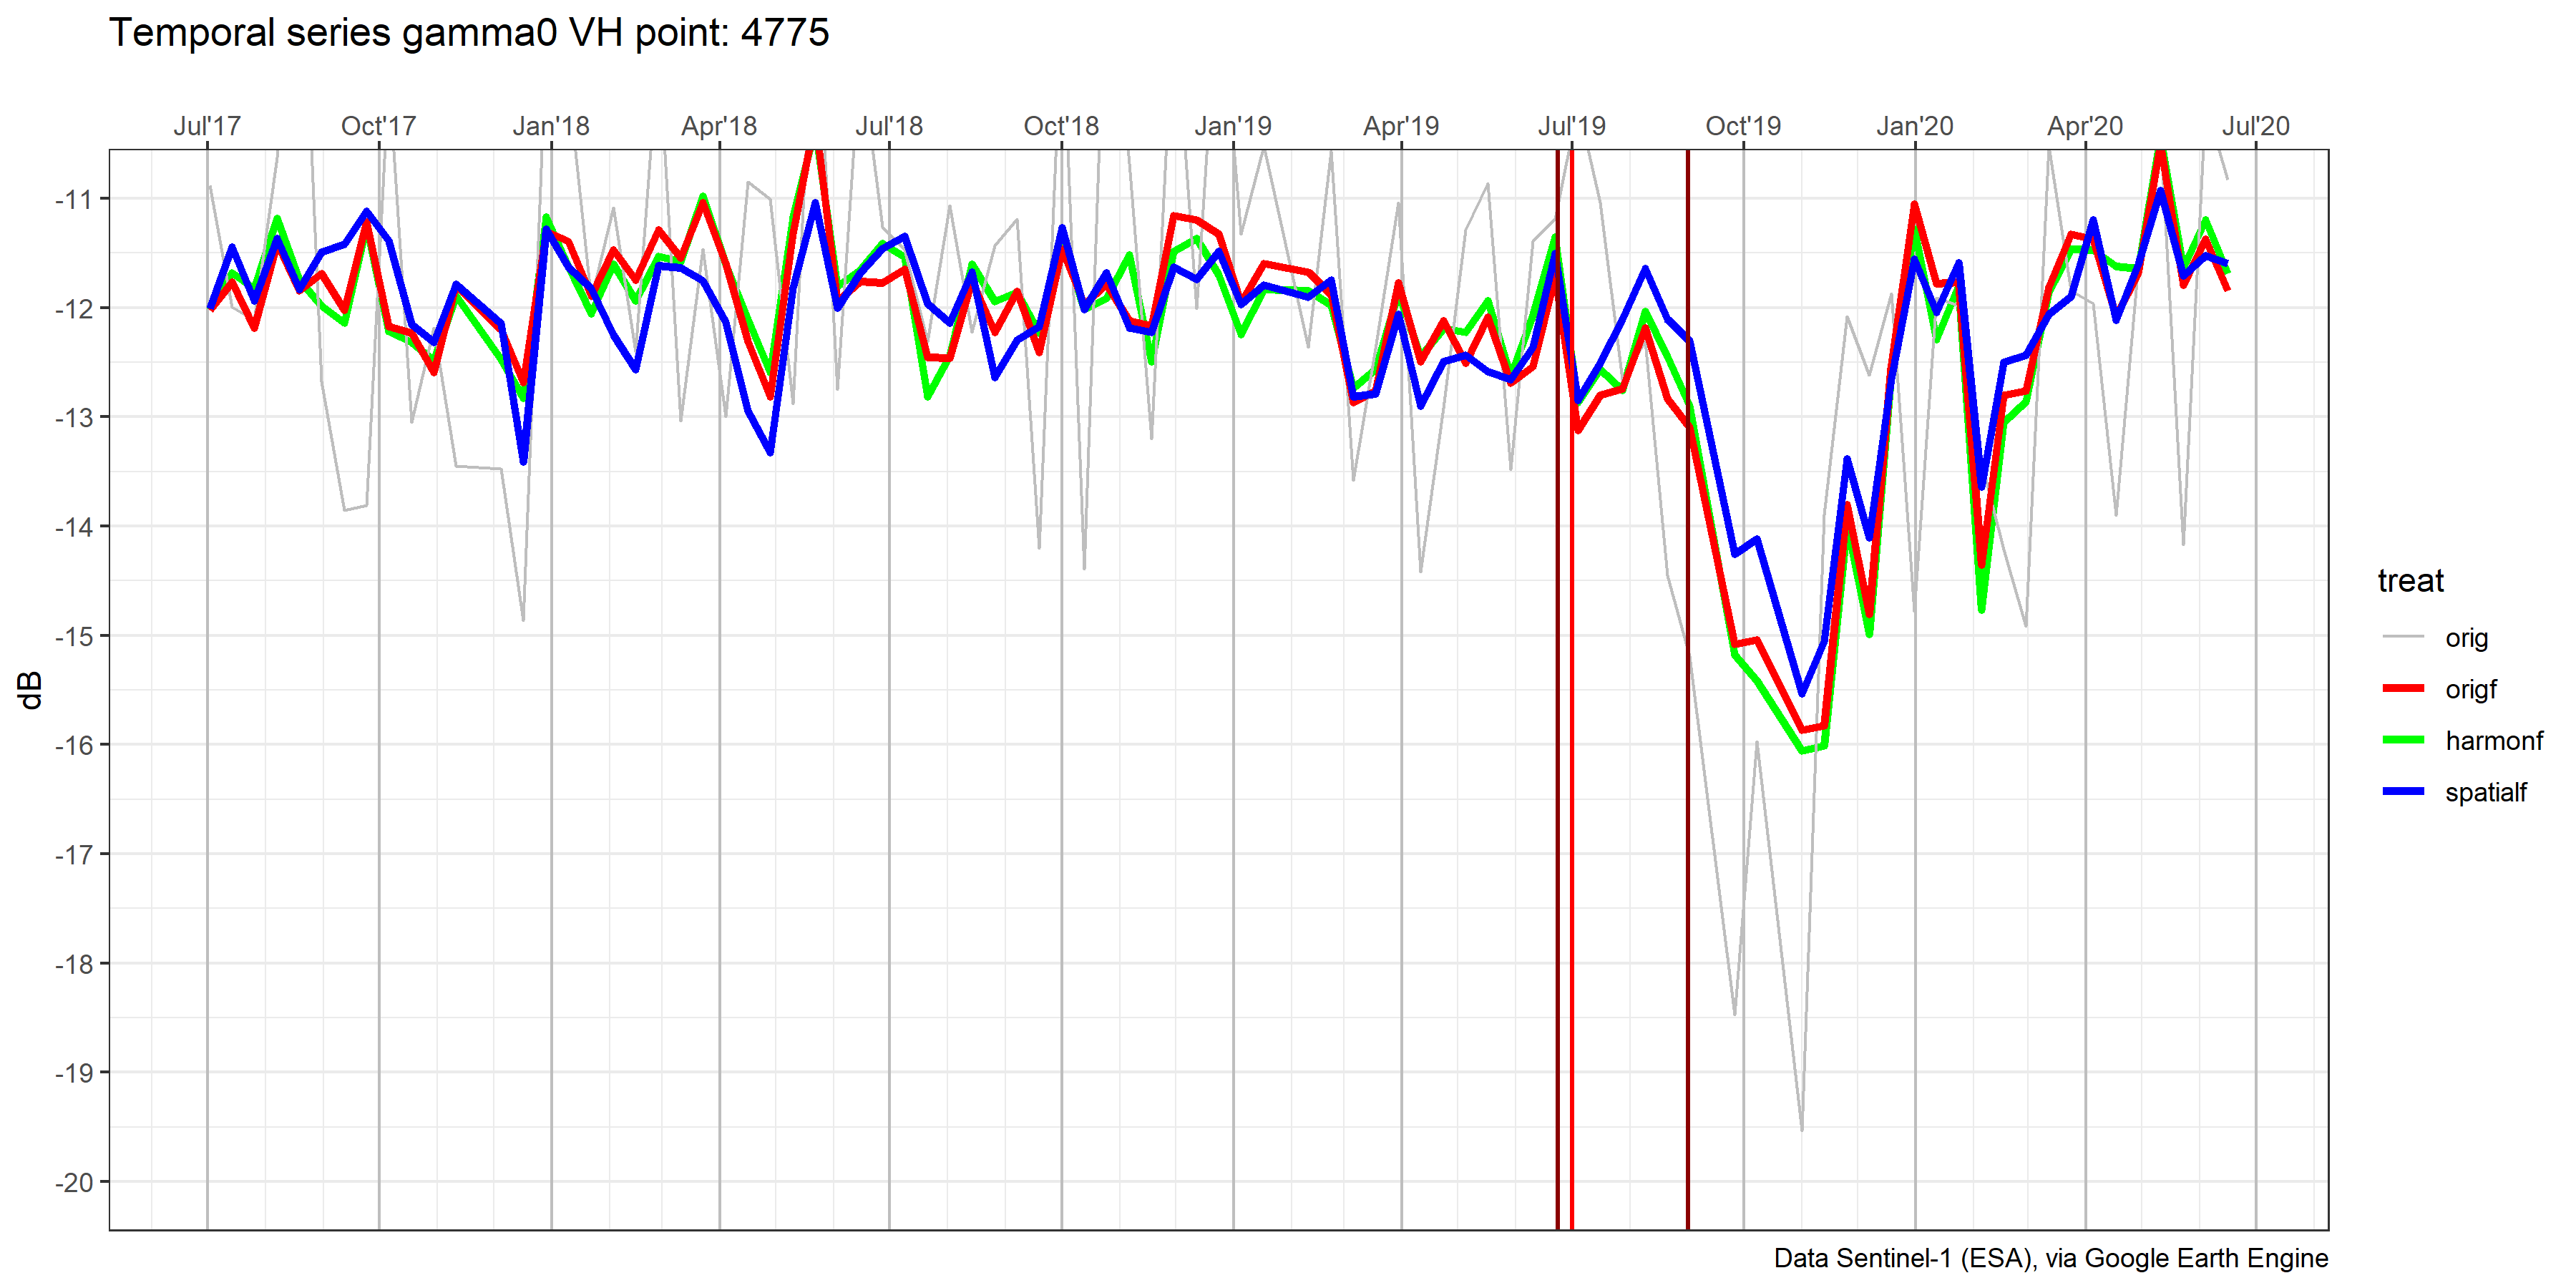 Temporal series gamma0 VH point: 4775
Jul'17 Oct'17 Jan'18 Apr'18 Jul'18 Oct'18 Jan'19 Apr'19 Jul'19 Oct'19 Jan'20 Apr'20 Jul'20
-11
-12
-13
-14
-15
-16
-17
-18
-19
-20
dB
treat
orig
origf
harmonf
spatialf
Data Sentinel-1 (ESA), via Google Earth Engine